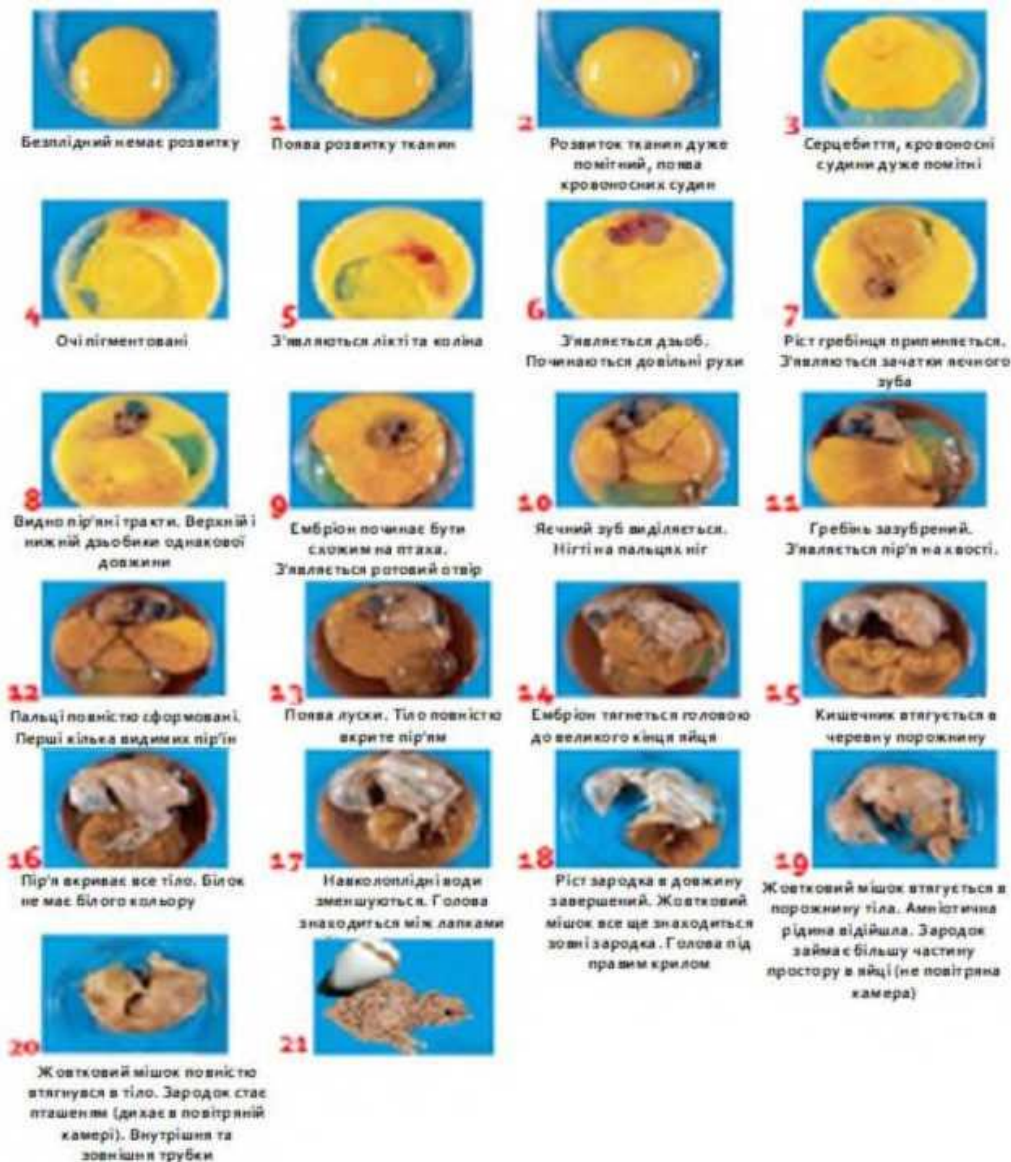 Безплідний немає розвитку
1
Поява розвитку тканин
2
Розвиток тканин дуже
помітний, поява
кровоносних судин
3
Серцебиття, кровоносні
судини дуже помітні
4
Очі пігментовані
5
З'являються лікті та коліна
6
З'являється дзьоб.
Починаються довільні рухи
7
Ріст гребінця припиняється.
З'являються зачатки яєчного
зуба
8
Видно пір'яні тракти. Верхній і
нижній дзьобики однакової
довжини
9
Ембріон починає бути
схожим на птаха.
З'являється ротовий отвір
10
Яєчний зуб виділяється.
Нігті на пальцях ніг
11
Гребінь зазубрений.
З'являється пір'я на хвості.
12
Пальці повністю сформовані.
Перші кілька видимих пір'їн
13
Поява луски. Тіло повністю
вкрите пір'ям
14
Ембріон тягнеться головою
до великого кінця яйця
15
Кишечник втягується в
черевну порожнину
16
Пір'я вкриває все тіло. Білок
не має білого кольору
17
Навколоплідні води
зменшуються. Голова
знаходиться між лапками
18
Ріст зародка в довжину
завершений. Жовтковий
мішок все ще знаходиться
зовні зародка. Голова під
правим крилом
19
Жовтковий мішок втягується в
порожнину тіла. Амніотична
рідина відійшла. Зародок
займає більшу частину
простору в яйці (не повітряна
камера)
20
Жовтковий мішок повністю
втягнувся в тіло. Зародок стає
пташеням (дихає в повітряній
камері). Внутрішня та
зовнішня трубки
21